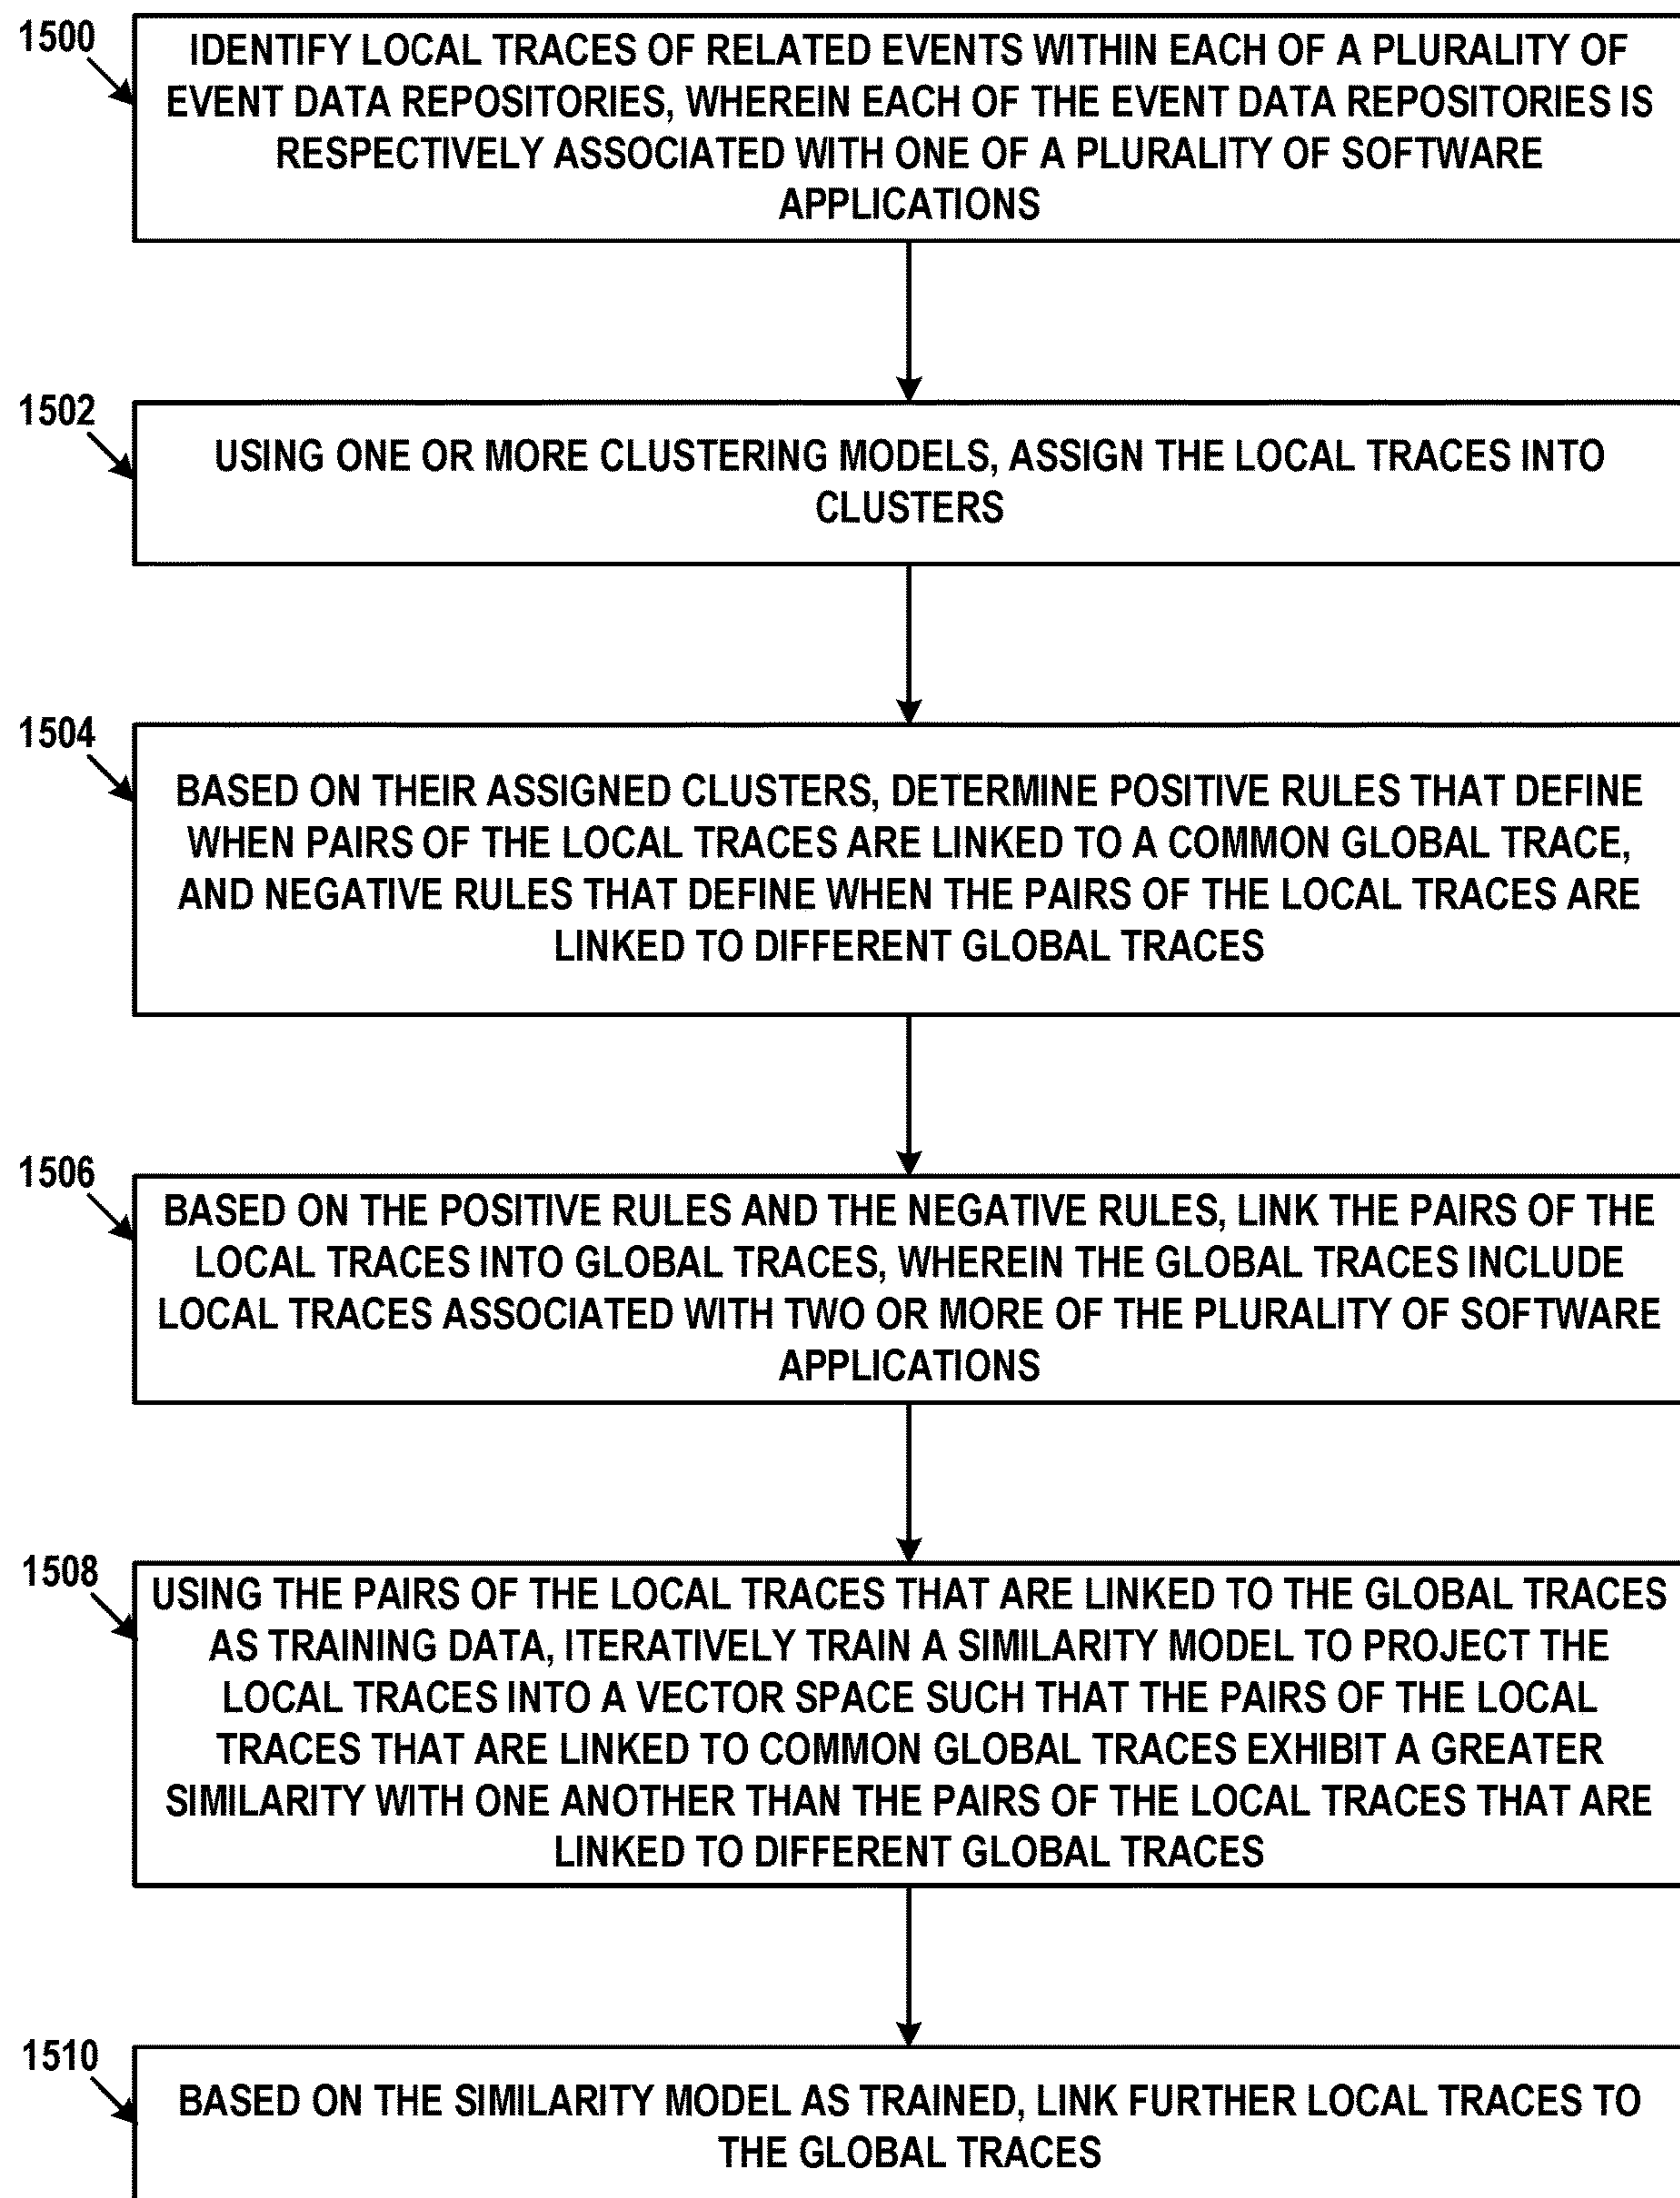 1500
IDENTIFY LOCAL TRACES OF RELATED EVENTS WITHIN EACH OF A PLURALITY OF
EVENT DATA REPOSITORIES, WHEREIN EACH OF THE EVENT DATA REPOSITORIES IS
RESPECTIVELY ASSOCIATED WITH ONE OF A PLURALITY OF SOFTWARE
APPLICATIONS
1502
USING ONE OR MORE CLUSTERING MODELS, ASSIGN THE LOCAL TRACES INTO
CLUSTERS
1504
BASED ON THEIR ASSIGNED CLUSTERS, DETERMINE POSITIVE RULES THAT DEFINE
WHEN PAIRS OF THE LOCAL TRACES ARE LINKED TO A COMMON GLOBAL TRACE,
AND NEGATIVE RULES THAT DEFINE WHEN THE PAIRS OF THE LOCAL TRACES ARE
LINKED TO DIFFERENT GLOBAL TRACES
1506
BASED ON THE POSITIVE RULES AND THE NEGATIVE RULES, LINK THE PAIRS OF THE
LOCAL TRACES INTO GLOBAL TRACES, WHEREIN THE GLOBAL TRACES INCLUDE
LOCAL TRACES ASSOCIATED WITH TWO OR MORE OF THE PLURALITY OF SOFTWARE
APPLICATIONS
1508
USING THE PAIRS OF THE LOCAL TRACES THAT ARE LINKED TO THE GLOBAL TRACES
AS TRAINING DATA, ITERATIVELY TRAIN A SIMILARITY MODEL TO PROJECT THE
LOCAL TRACES INTO A VECTOR SPACE SUCH THAT THE PAIRS OF THE LOCAL
TRACES THAT ARE LINKED TO COMMON GLOBAL TRACES EXHIBIT A GREATER
SIMILARITY WITH ONE ANOTHER THAN THE PAIRS OF THE LOCAL TRACES THAT ARE
LINKED TO DIFFERENT GLOBAL TRACES
1510
BASED ON THE SIMILARITY MODEL AS TRAINED, LINK FURTHER LOCAL TRACES TO
THE GLOBAL TRACES